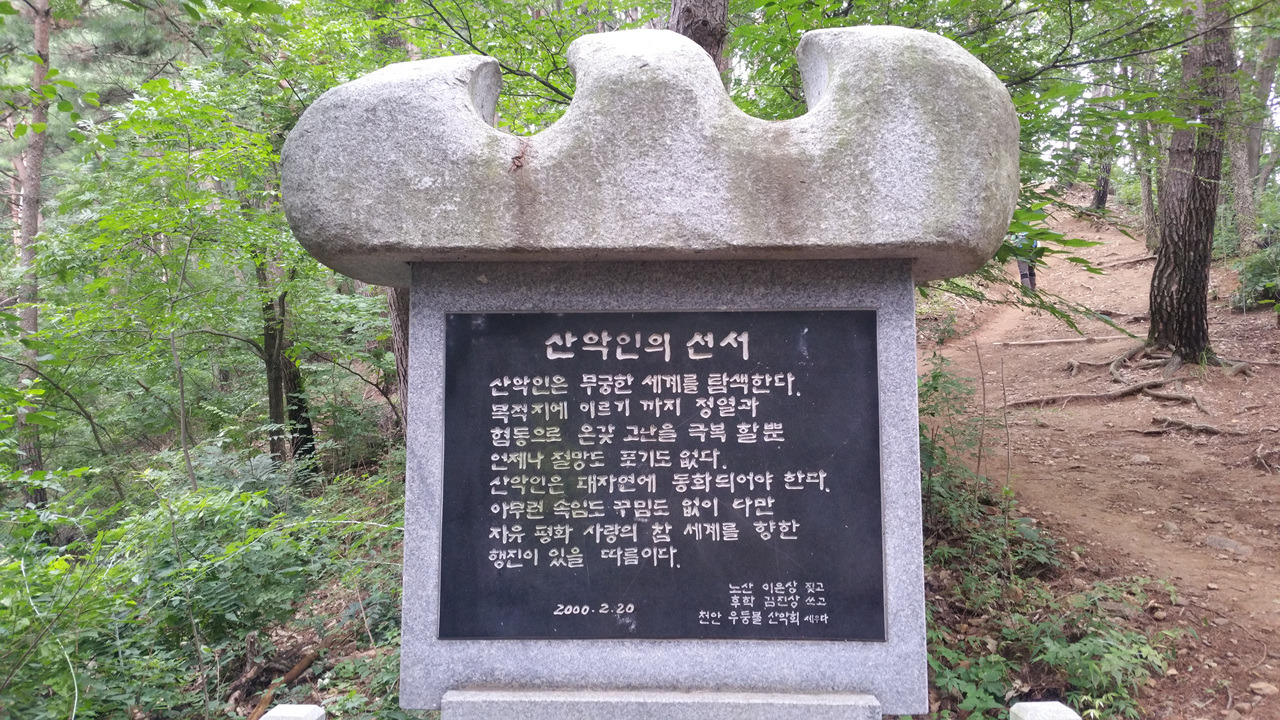 산악인의 선서
산악인은 무궁한 세계를 탐색한다.
목적지에 이르기 까지 정열과
협동으로 온갖 고난을 극복 할뿐
언제나 절망도 포기도 없다.
산악인은 대자연에 동화되어야 한다.
아무런 속임도 꾸밈도 없이 다만
자유 평화 사랑의 참 세계를 향한
행진이 있을 따름이다.
노산 이은상 짖고
2000. 2. 20
후학 김진상 쓰고
천안 우둥불 산악회 세우다